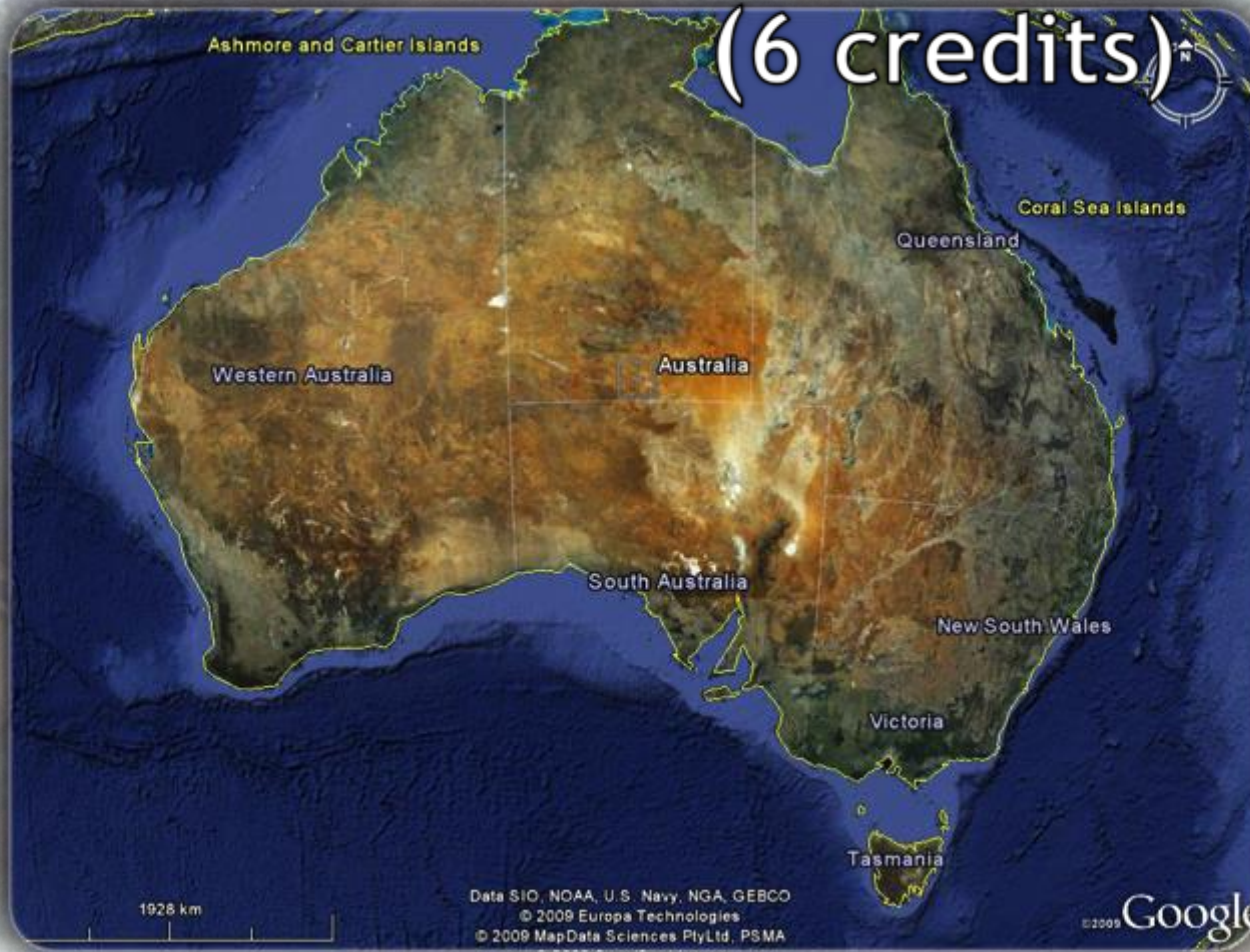 (6 credits)
Ashmore and Cartier Islands
N
Coral Sea Islands
Queensland
Australia
Western Australia
South Australia
New South Wales
Victoria
Tasmania
1928 km
Data SIO, NOAA, U.S. Navy, NGA, GEBCO
© 2009 Europa Technologies
© 2009 MapData Sciences PtyLtd, PSMA
©2009 Google